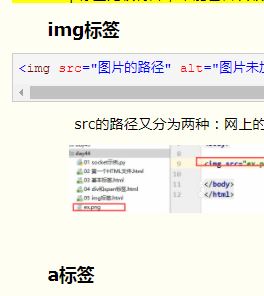 img标签
<img src="图片的路径" alt="图片未加
src的路径又分为两种：网上的
day44
01 socket示例.py
02 第一个HTML文件.html
03 基本标签.html
04 div和span标签.html
05 img标签.html
ex.png
8
9 <img src="ex.p
10
11 </body>
12 </html>
a标签